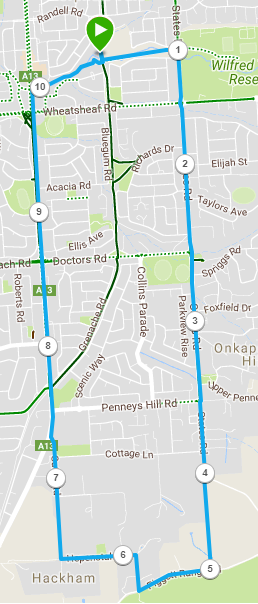 Randell Rd
States
1
A13
10
Wilfred
Rese
Wheatsheaf Rd
Bluegum Rd
Richards Dr
2
Elijah St
Acacia Rd
Taylors Ave
9
Ellis Ave
ach Rd
Doctors Rd
Spriggs Rd
Collins Parade
Roberts Rd
A13
Grenache Rd
Parkview Rise
Foxfield Dr
3
8
Onkap
Hi
Scenic Way
Upper Penne
Penneys Hill Rd
A13
Cottage Ln
7
4
6
5
Hackham